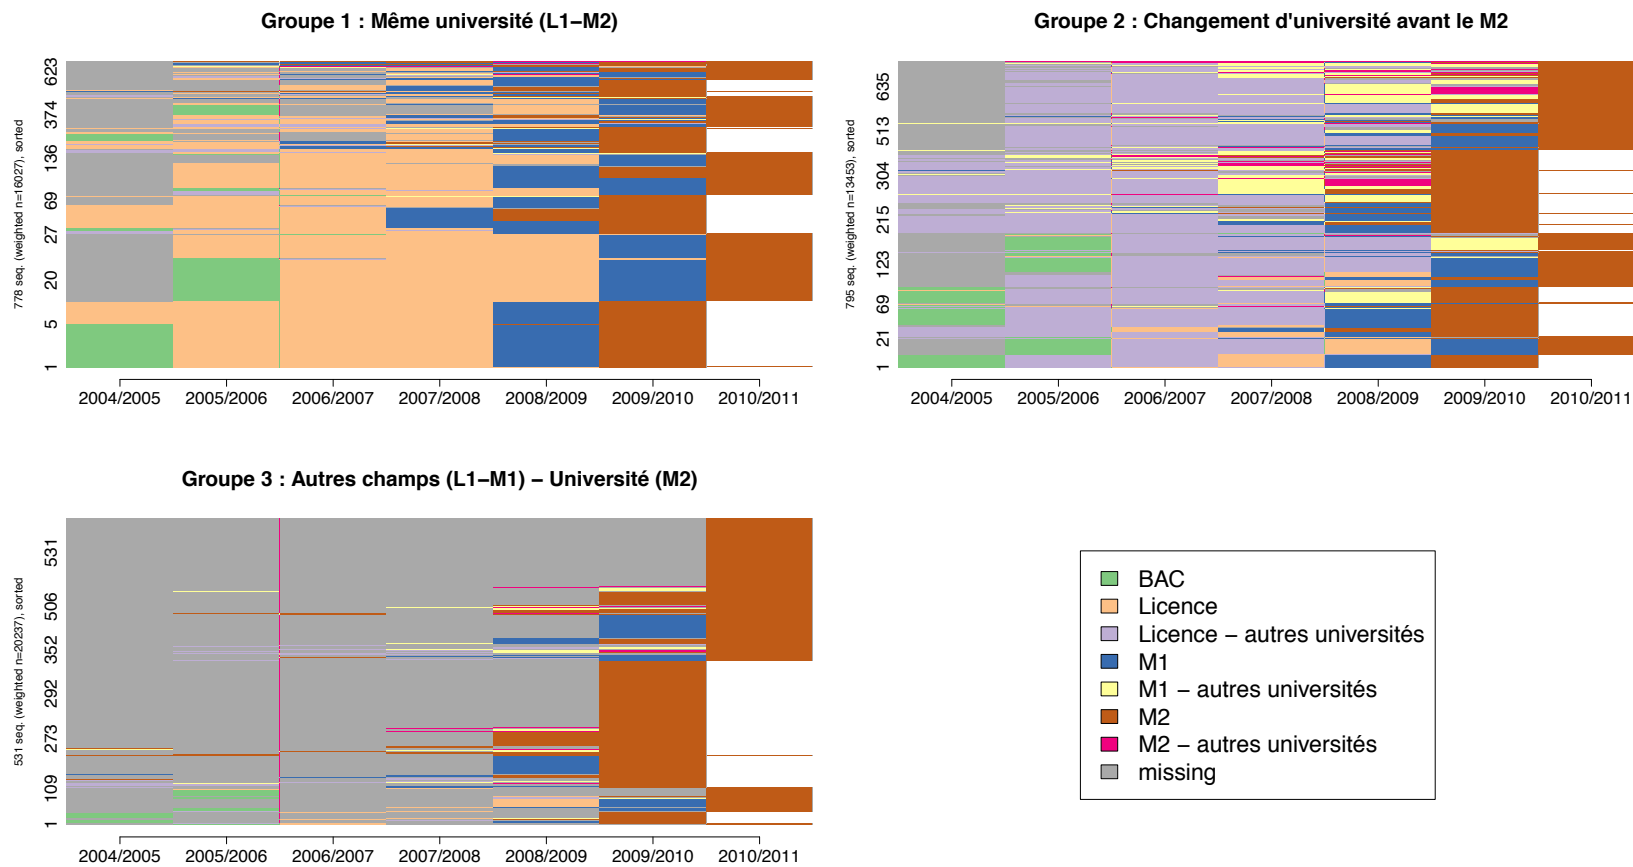 Groupe 1 : Même université (L1−M2)
778 seq. (weighted n=16027), sorted
623
374
136
69
27
20
5
1
2004/2005 2005/2006 2006/2007 2007/2008 2008/2009 2009/2010 2010/2011
Groupe 2 : Changement d'université avant le M2
795 seq. (weighted n=13453), sorted
635
513
304
215
123
69
21
1
2004/2005 2005/2006 2006/2007 2007/2008 2008/2009 2009/2010 2010/2011
Groupe 3 : Autres champs (L1−M1) − Université (M2)
531 seq. (weighted n=20237), sorted
531
506
352
292
273
109
1
2004/2005 2005/2006 2006/2007 2007/2008 2008/2009 2009/2010 2010/2011
BAC
Licence
Licence − autres universités
M1
M1 − autres universités
M2
M2 − autres universités
missing